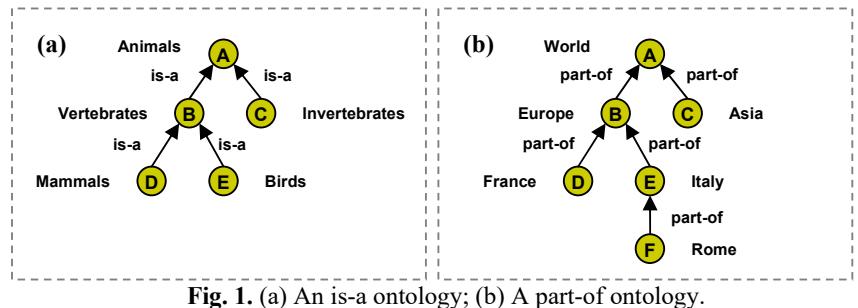 (a)
Animals
A
is-a
is-a
Vertebrates
B
C
Invertebrates
is-a
is-a
Mammals
D
E
Birds
(b)
World
A
part-of
part-of
Europe
B
C
Asia
part-of
part-of
France
D
E
Italy
part-of
F
Rome
Fig. 1. (a) An is-a ontology; (b) A part-of ontology.